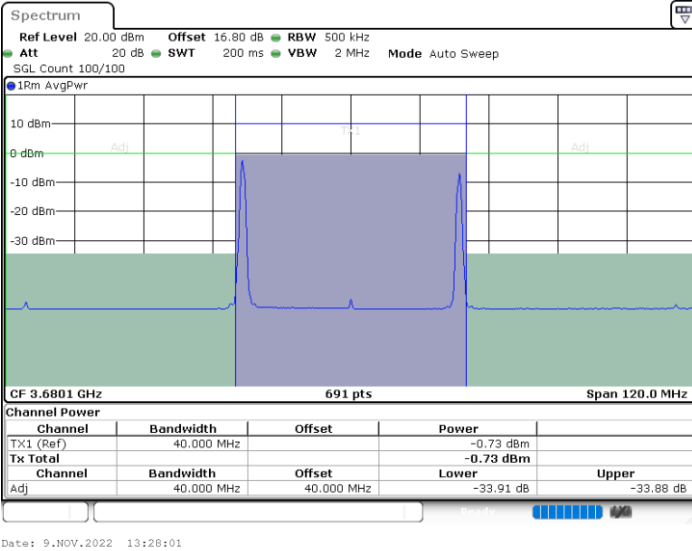 Spectrum
Ref Level 20.00 dBm Offset 16.80 dB RBW 500 kHz
Att 20 dB SWT 200 ms VBW 2 MHz Mode Auto Sweep
SGL Count 100/100
1Rm AvgPwr
10 dBm
TX1
0 dBm
Adj
Adj
-10 dBm
-20 dBm
-30 dBm
CF 3.6801 GHz 691 pts Span 120.0 MHz
Channel Power
Channel Bandwidth Offset Power
TX1 (Ref) 40.000 MHz -0.73 dBm
Tx Total -0.73 dBm
Channel Bandwidth Offset Lower Upper
Adj 40.000 MHz 40.000 MHz -33.91 dB -33.88 dB
Ready
Date: 9.NOV.2022 13:28:01